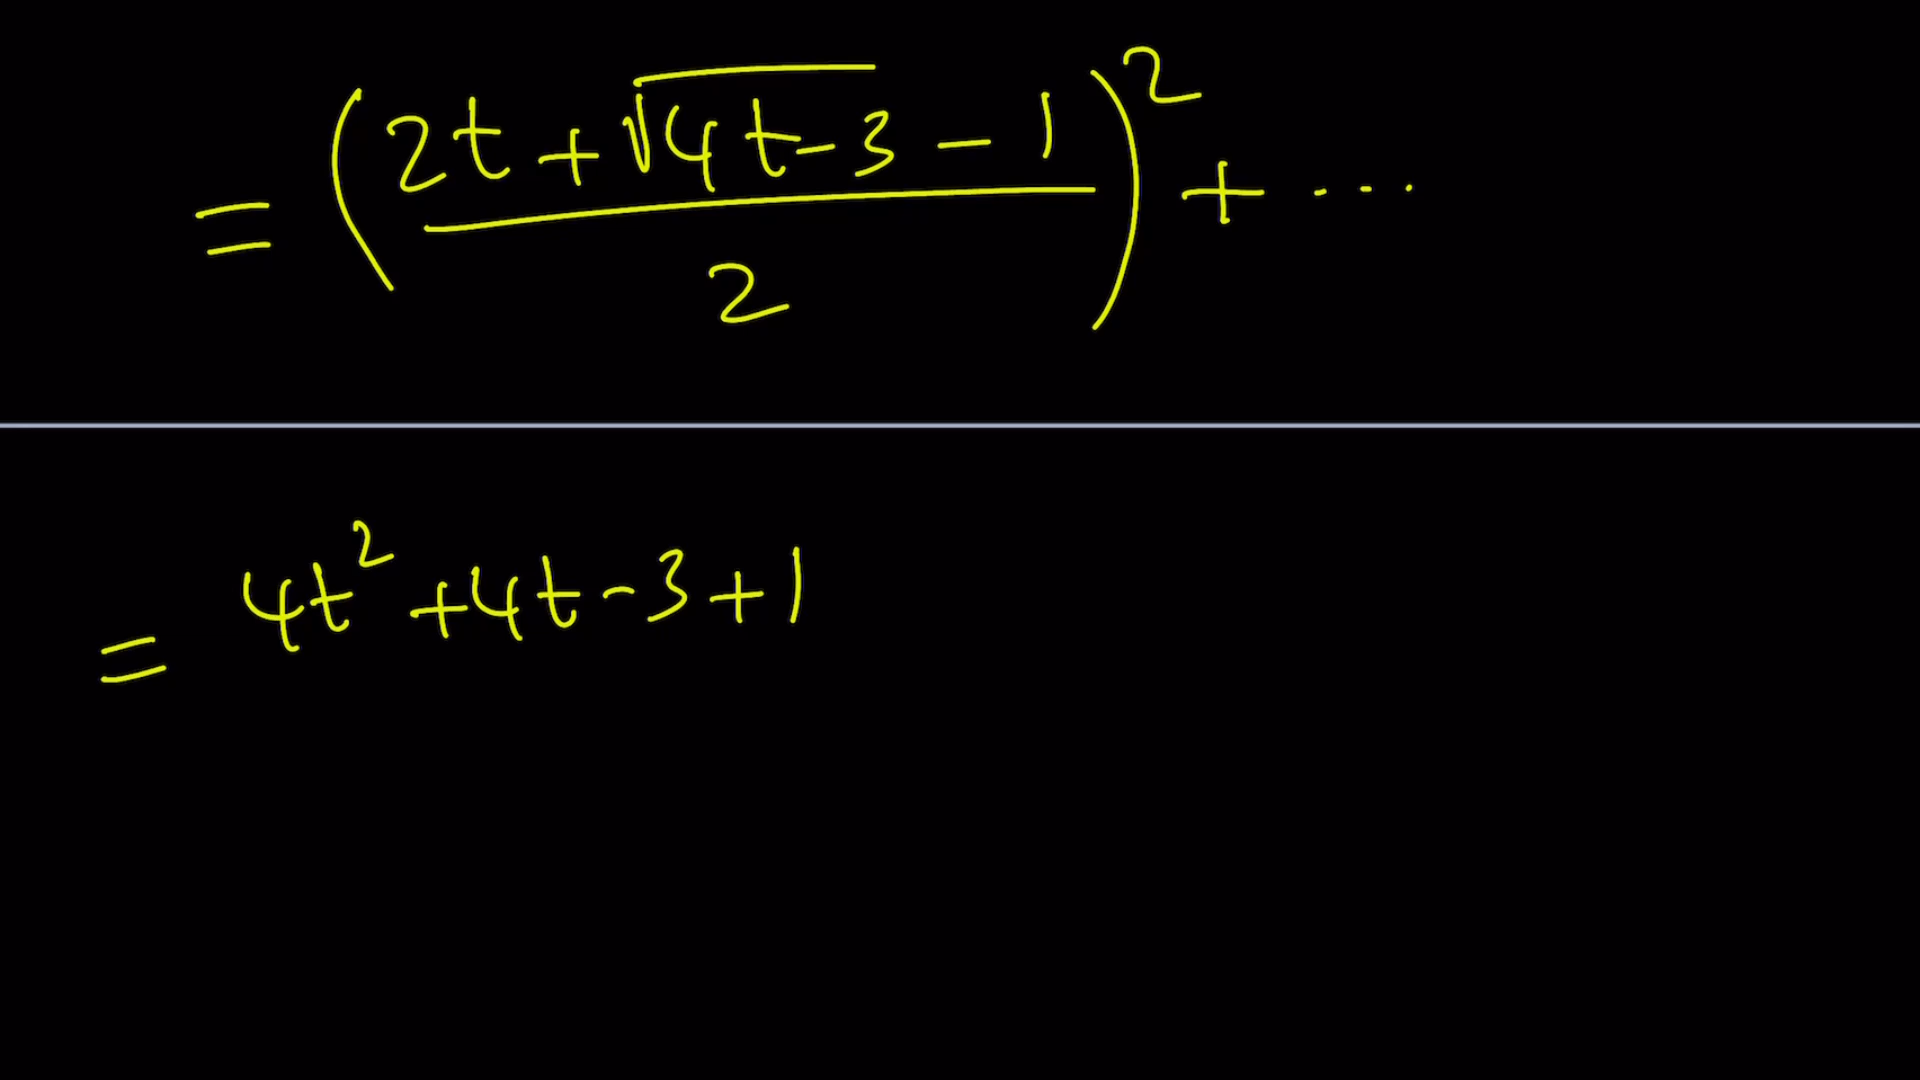 = (2t + √4t-3 - 1 / 2)² + ...
= 4t² + 4t - 3 + 1